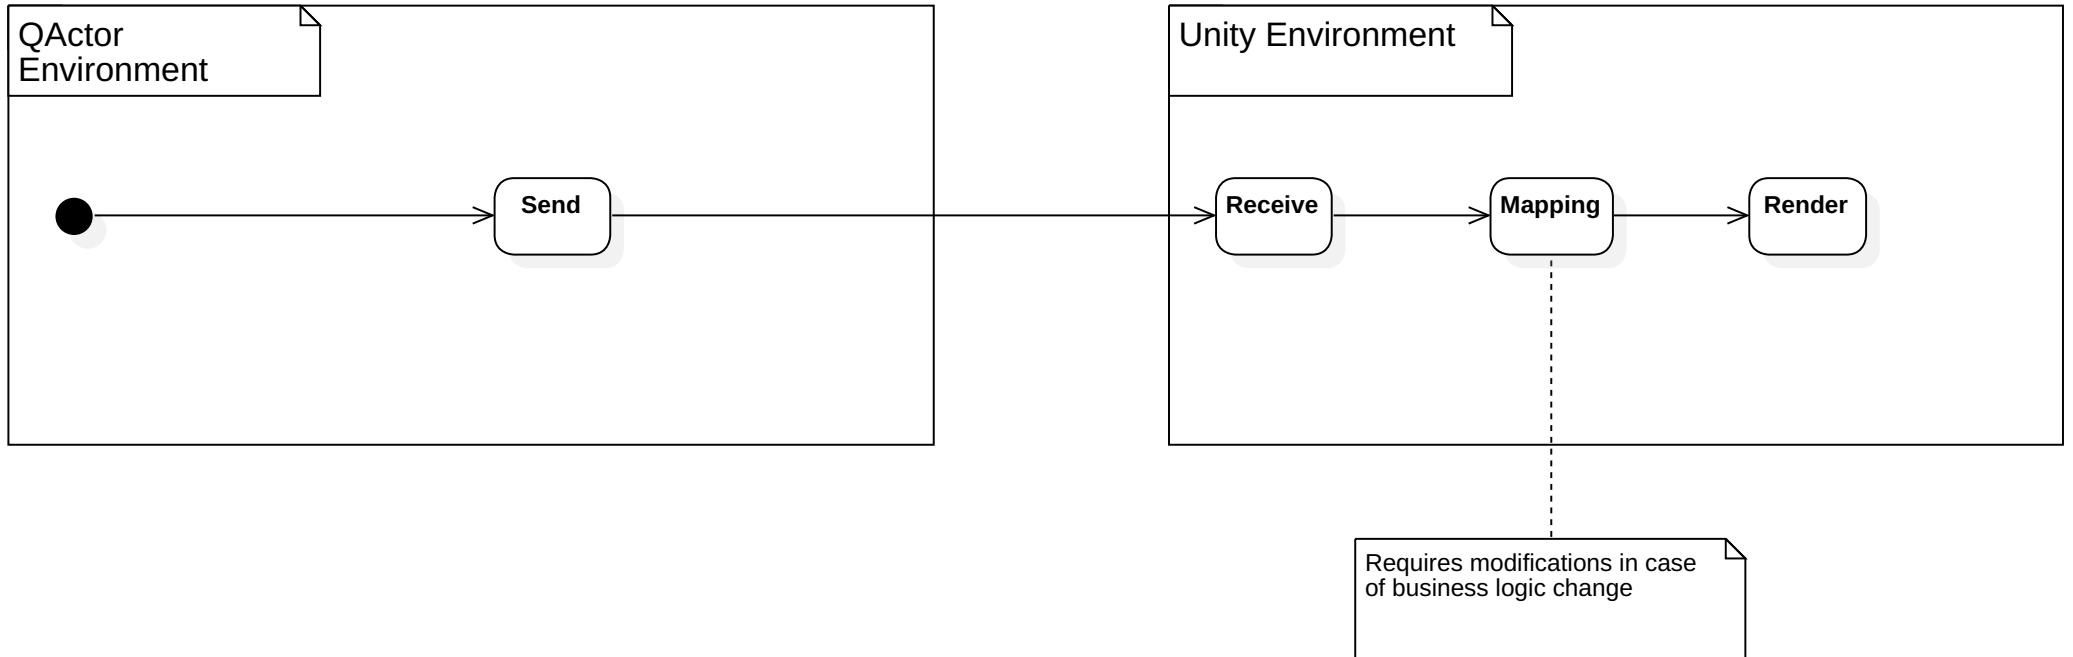 QActor
Environment
Unity Environment
Send
Receive
Mapping
Render
Requires modifications in case
of business logic change